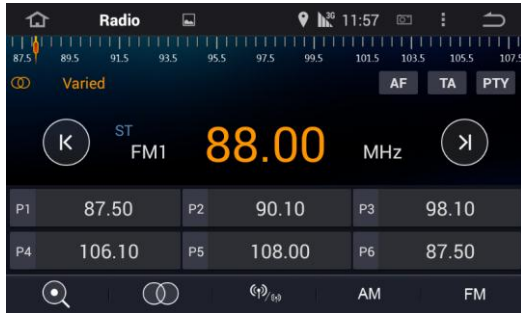 Radio 3G 11:57
87.5 89.5 91.5 93.5 95.5 97.5 99.5 101.5 103.5 105.5 107.5
Varied AF TA PTY
ST
FM1 88.00 MHz
P1 87.50 P2 90.10 P3 98.10
P4 106.10 P5 108.00 P6 87.50
AM FM